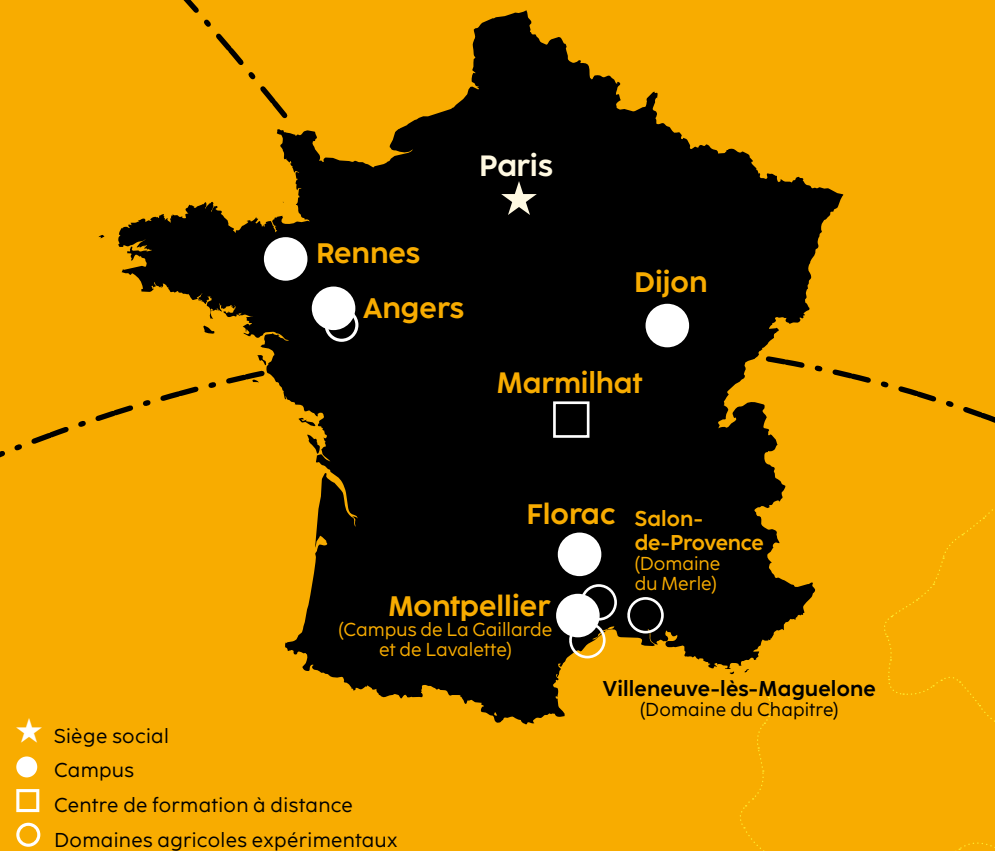 Paris
Rennes
Dijon
Angers
Marmilhat
Florac
Salon-
de-Provence
(Domaine
du Merle)
Montpellier
(Campus de La Gaillarde
et de Lavalette)
Villeneuve-lès-Maguelone
(Domaine du Chapitre)
Siège social
Campus
Centre de formation à distance
Domaines agricoles expérimentaux